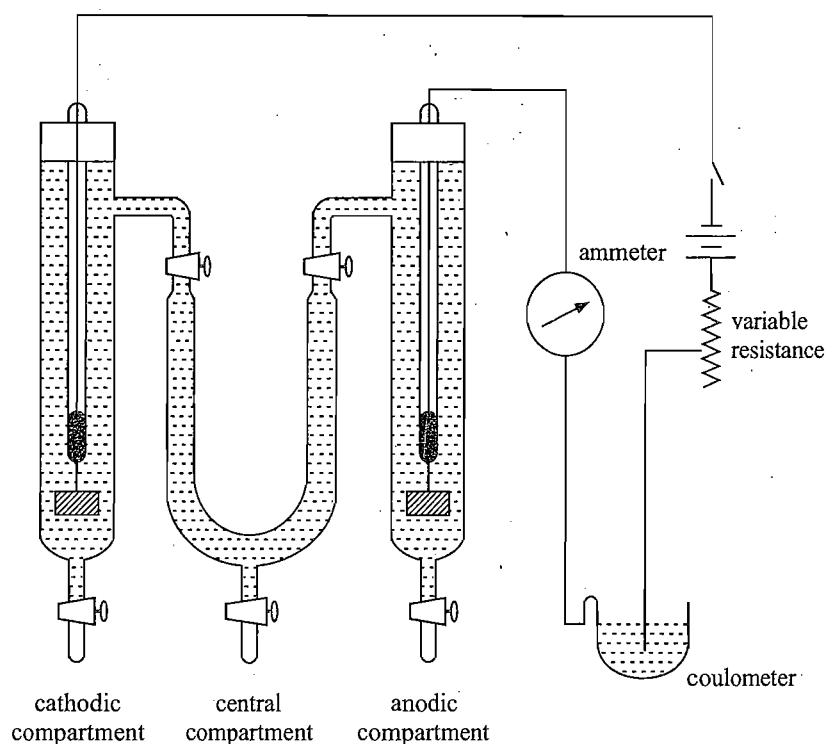 ammeter
variable
resistance
coulometer
cathodic
compartment
central
compartment
anodic
compartment